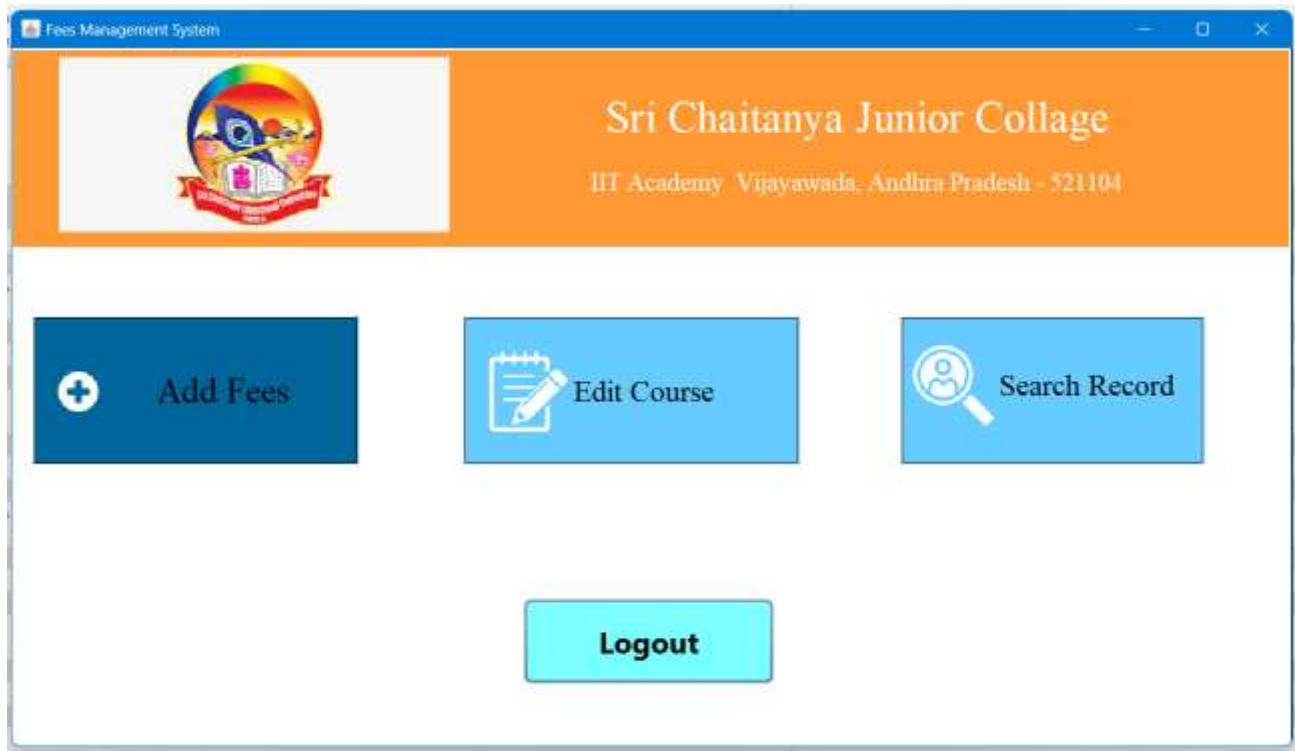 Fees Management System
Sri Chaitanya Junior Collage
IIT Academy Vijayawada, Andhra Pradesh - 521104
Add Fees
Edit Course
Search Record
Logout